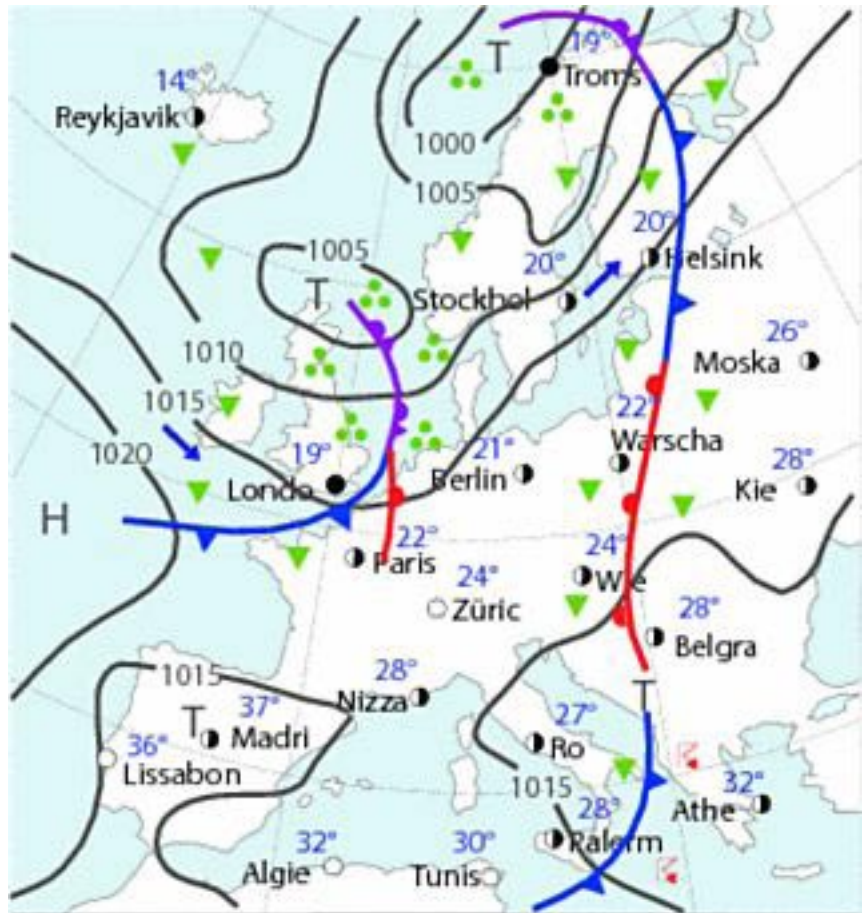 19°
T
Troms
14°
Reykjavik
1000
1005
20°
Helsink
1005
20°
T
Stockhol
26°
1010
Moska
1015
22°
1020
Warscha
19°
21°
28°
Londo
Berlin
Kie
H
22°
24°
Paris
24°
Wie
Züric
28°
Belgra
1015
28°
Nizza
T
37°
T
Madri
27°
36°
Ro
Lissabon
1015
32°
Athe
28°
Palerm
32°
30°
Algie
Tunis